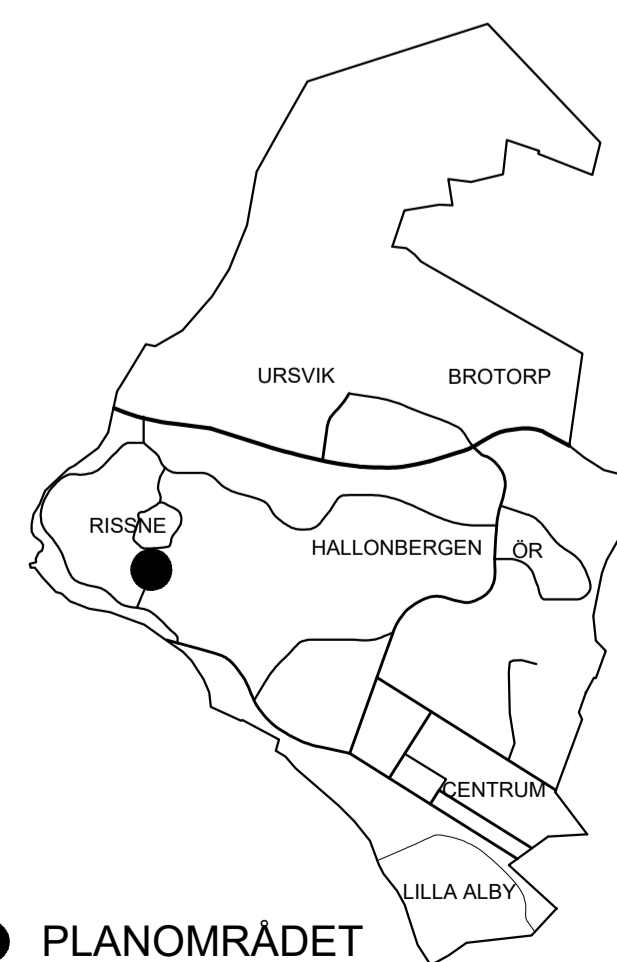 URSVIK
BROTORP
RISSNE
HALLONBERGEN
ÖR
CENTRUM
LILLA ALBY
PLANOMRÅDET